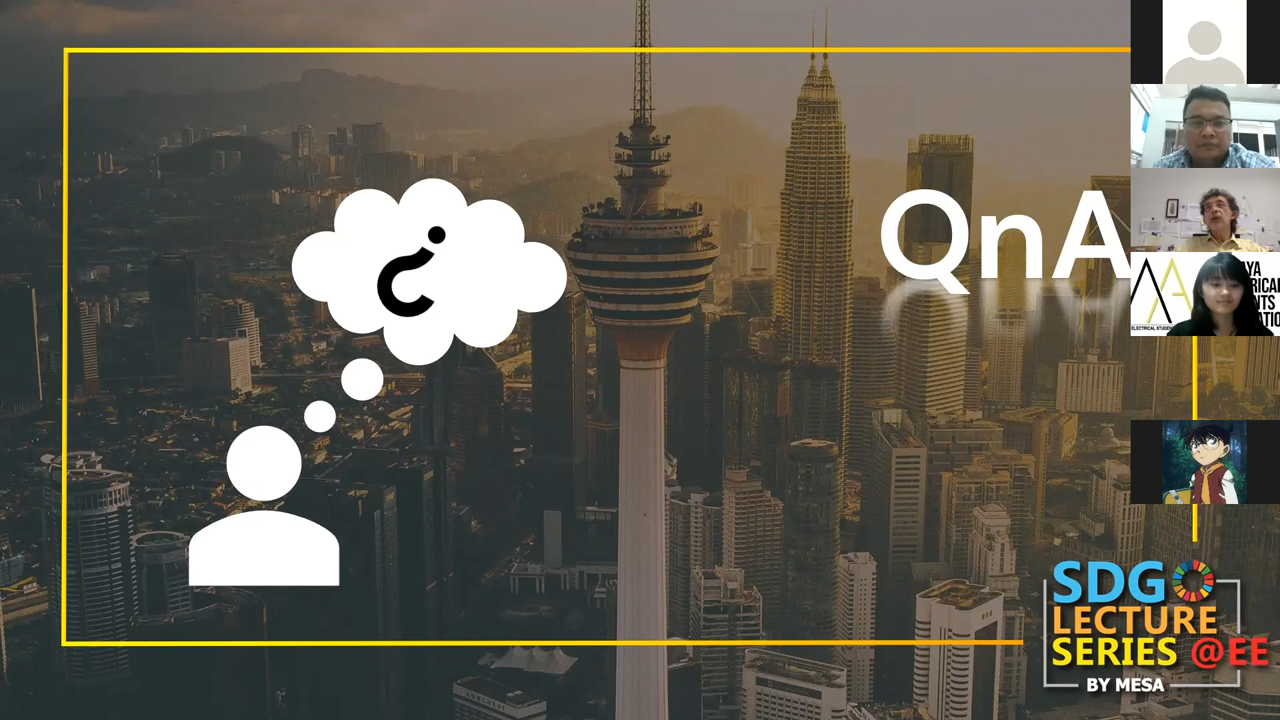 QnA
SDG
LECTURE
SERIES @EE
BY MESA